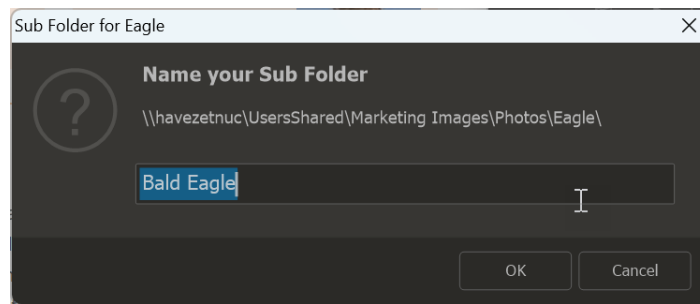 Sub Folder for Eagle
Name your Sub Folder
\\havezetnuc\UsersShared\Marketing Images\Photos\Eagle\
Bald Eagle
OK
Cancel